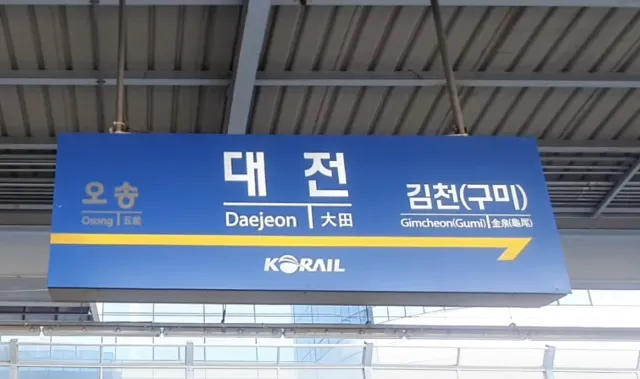 오송
Osong 五松
대전
Daejeon 大田
김천(구미)
Gimcheon(Gumi) 金泉(龜尾)
KORAIL